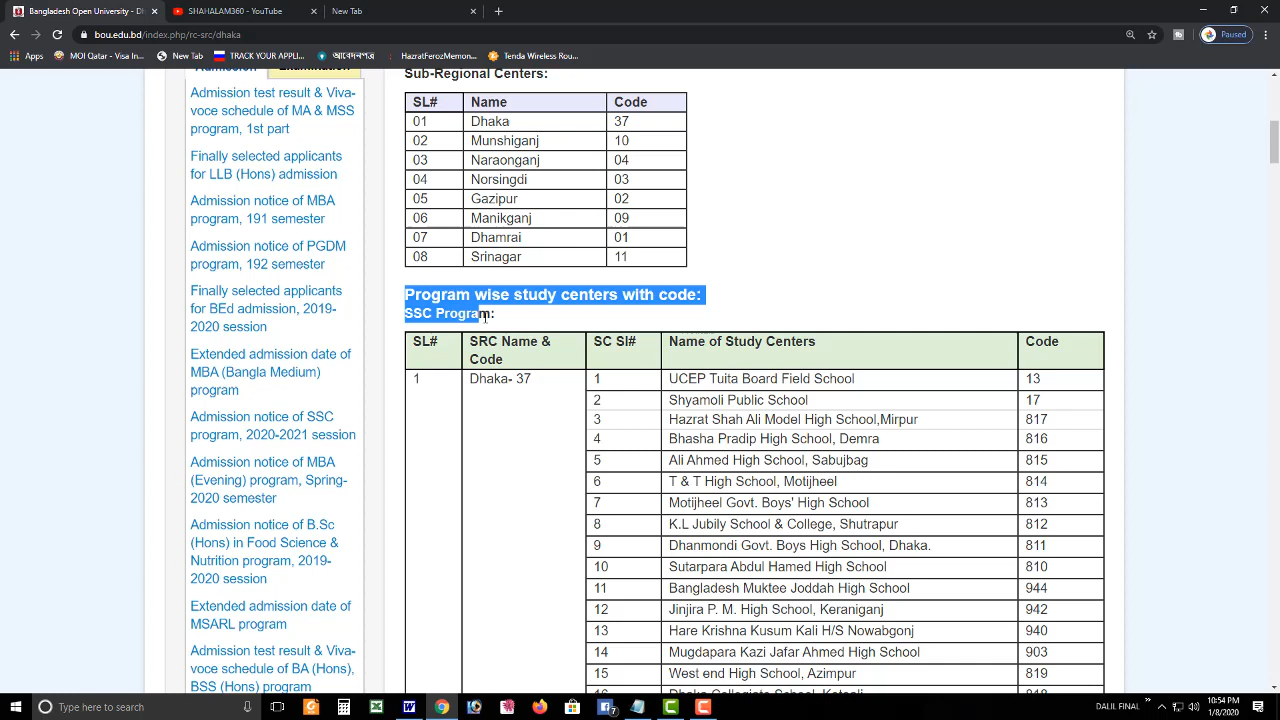 Bangladesh Open University - Dh
SHAHALAM360 - YouTube
New Tab
bou.edu.bd/index.php/rc-src/dhaka
Paused
Apps
MOI Qatar - Home...
New Tab
TRACK YOUR APPLI...
আবেদনপত্র
HazratFerozMemon...
Tenda Wireless Rou...
Admission
Examination
Admission test result & Viva-
voce schedule of MA & MSS
program, 1st part
Finally selected applicants
for LLB (Hons) admission
Admission notice of MBA
program, 191 semester
Admission notice of PGDM
program, 192 semester
Finally selected applicants
for BEd admission, 2019-
2020 session
Extended admission date of
MBA (Bangla Medium)
program
Admission notice of SSC
program, 2020-2021 session
Admission notice of MBA
(Evening) program, Spring-
2020 semester
Admission notice of B.Sc
(Hons) in Food Science &
Nutrition program, 2019-
2020 session
Extended admission date of
MSARL program
Admission test result & Viva-
voce schedule of BA (Hons),
BSS (Hons) program
Sub-Regional Centers:
SL# Name Code
01 Dhaka 37
02 Munshiganj 10
03 Naraonganj 04
04 Norsingdi 03
05 Gazipur 02
06 Manikganj 09
07 Dhamrai 01
08 Srinagar 11
Program wise study centers with code:
SSC Program:
SL# SRC Name & SC Sl# Name of Study Centers Code
Code
1 Dhaka- 37 1 UCEP Tuita Board Field School 13
2 Shyamoli Public School 17
3 Hazrat Shah Ali Model High School,Mirpur 817
4 Bhasha Pradip High School, Demra 816
5 Ali Ahmed High School, Sabujbag 815
6 T & T High School, Motijheel 814
7 Motijheel Govt. Boys' High School 813
8 K.L Jubily School & College, Shutrapur 812
9 Dhanmondi Govt. Boys High School, Dhaka. 811
10 Sutarpara Abdul Hamed High School 810
11 Bangladesh Muktee Joddah High School 944
12 Jinjira P. M. High School, Keraniganj 942
13 Hare Krishna Kusum Kali H/S Nowabgonj 940
14 Mugdapara Kazi Jafar Ahmed High School 903
15 West end High School, Azimpur 819
Type here to search
DALIL FINAL
10:54 PM
1/8/2020